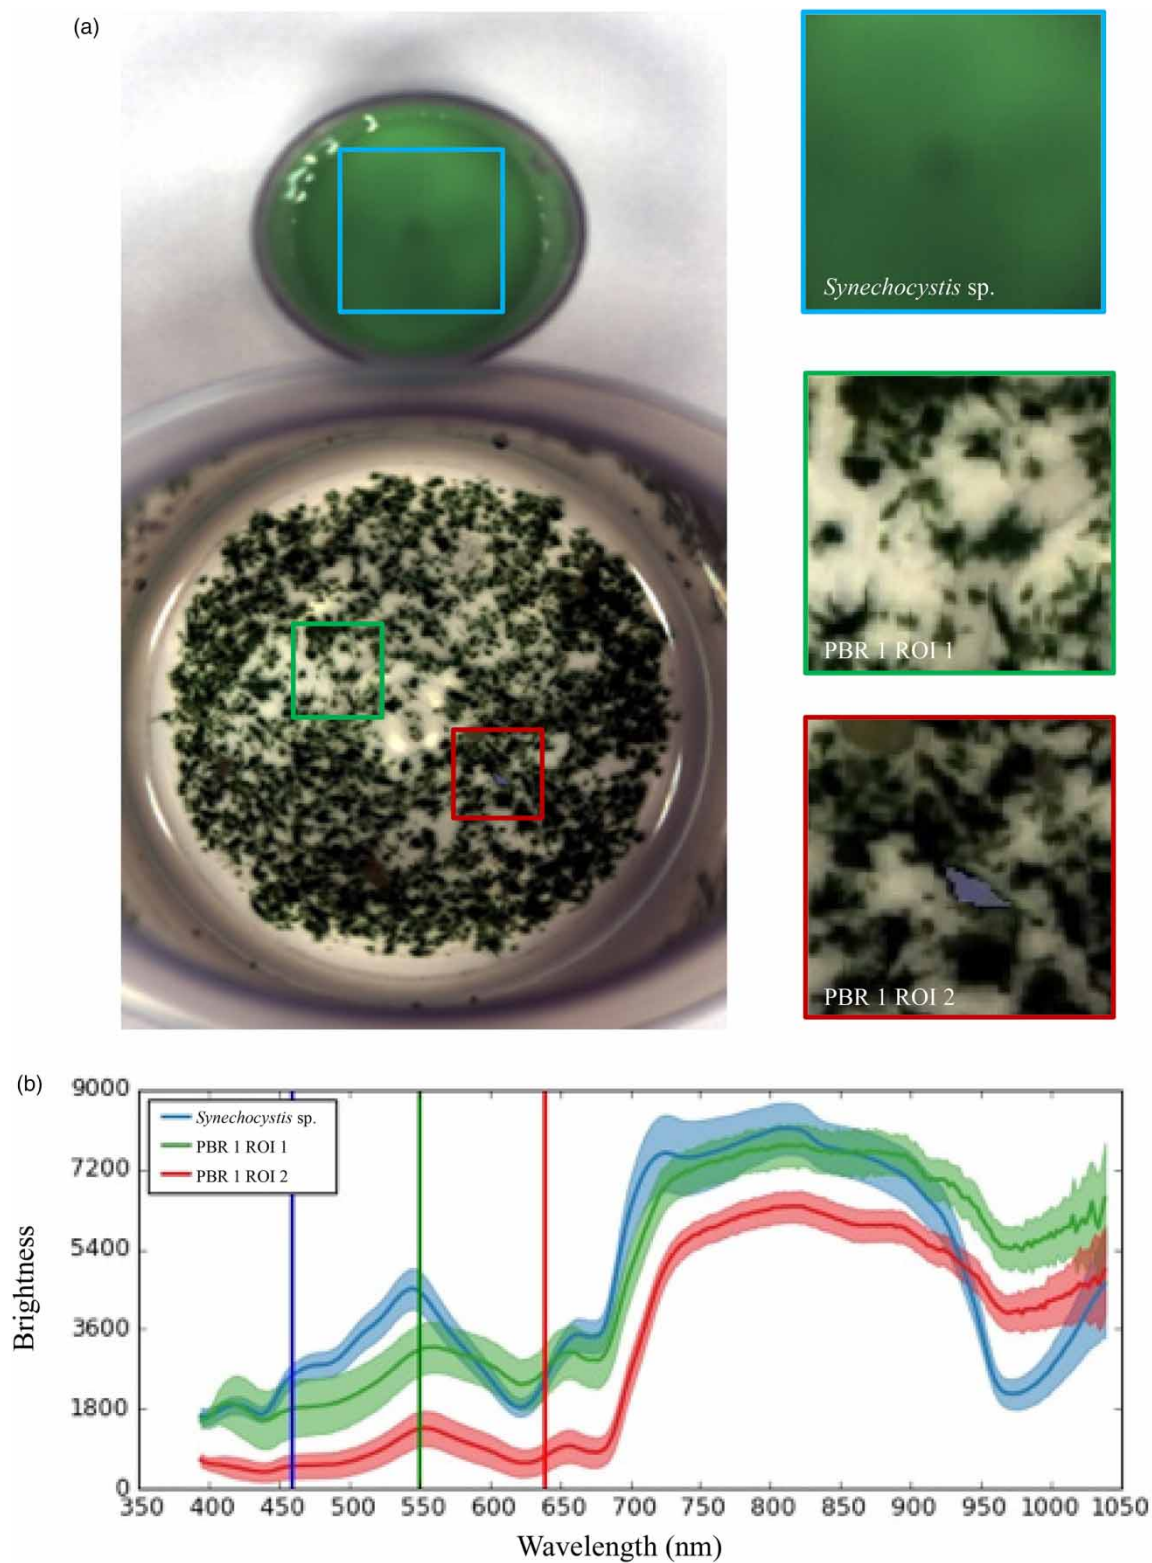 (a)
Synechocystis sp.
PBR 1 ROI 1
PBR 1 ROI 2
(b)
9000
7200
5400
3600
1800
0
Brightness
Synechocystis sp.
PBR 1 ROI 1
PBR 1 ROI 2
350 400 450 500 550 600 650 700 750 800 850 900 950 1000 1050
Wavelength (nm)